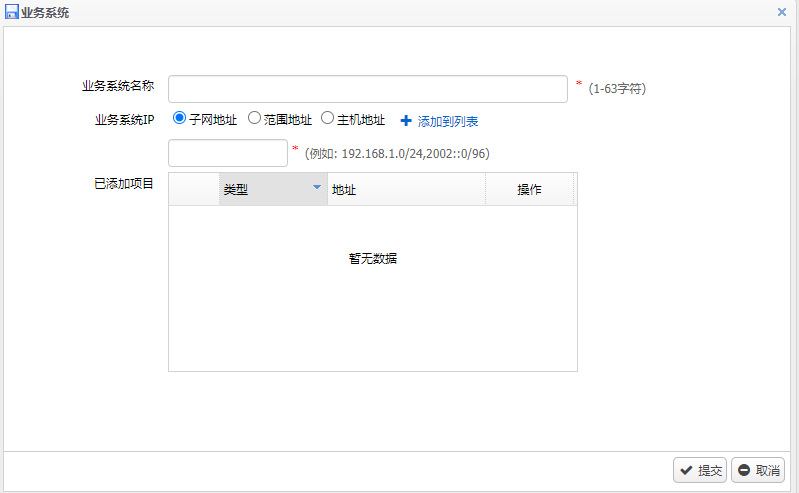 业务系统
业务系统名称 * (1-63字符)
业务系统IP 子网地址 范围地址 主机地址 添加到列表
* (例如: 192.168.1.0/24,2002::0/96)
已添加项目 类型 地址 操作
暂无数据
提交 取消